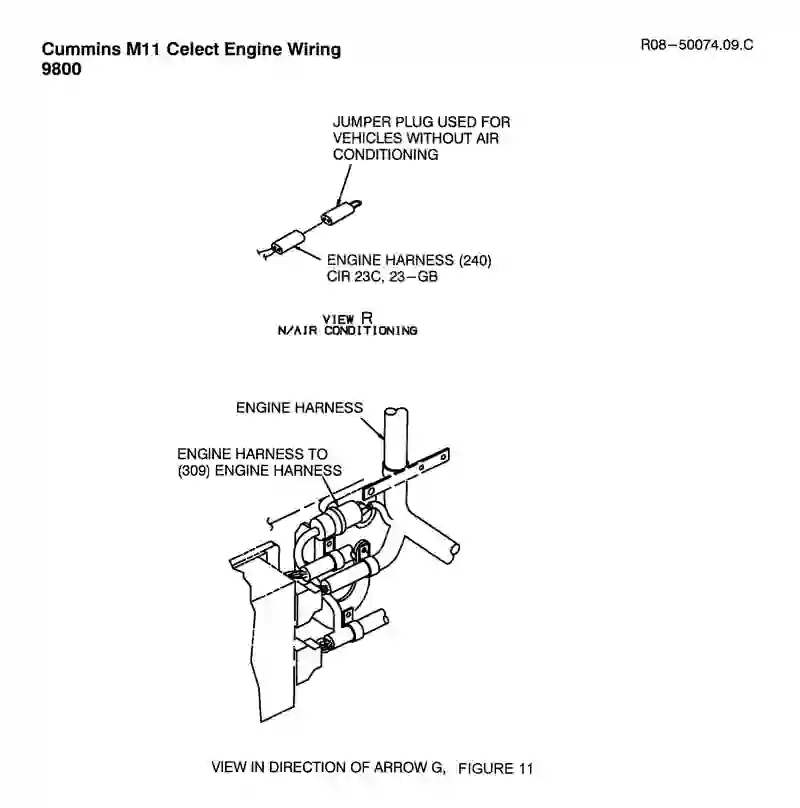 Cummins M11 Celect Engine Wiring
9800
R08-50074.09.C
JUMPER PLUG USED FOR
VEHICLES WITHOUT AIR
CONDITIONING
ENGINE HARNESS (240)
CIR 23C, 23-GB
VIEW R
N/AIR CONDITIONING
ENGINE HARNESS
ENGINE HARNESS TO
(309) ENGINE HARNESS
VIEW IN DIRECTION OF ARROW G, FIGURE 11